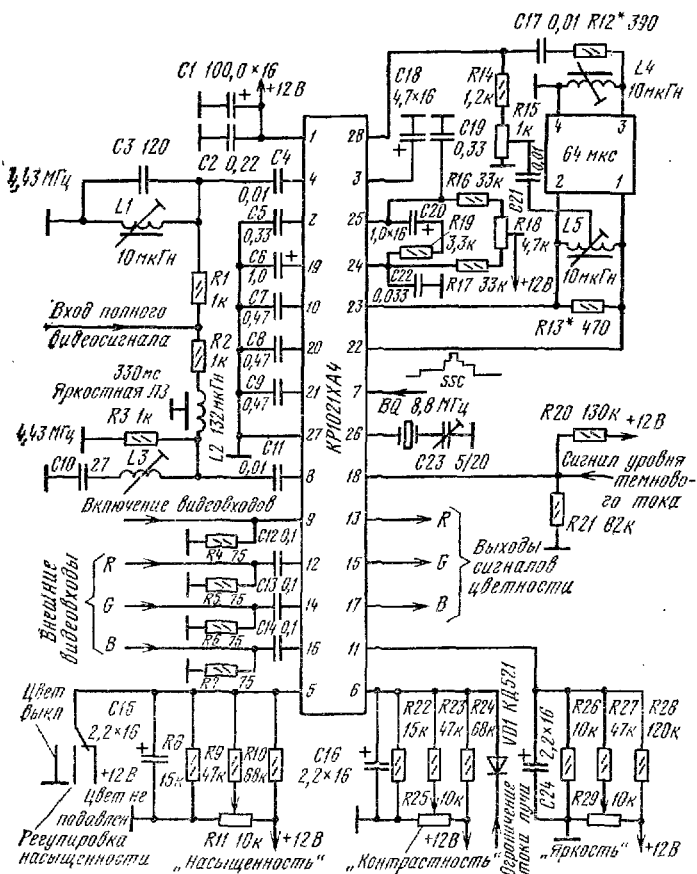 C17 0,01 R12* 390
C1 100,0×16
+12В
C18
4,7×16
R14
1,2к
L4
10мкГн
C3 120
C2 0,22
C4
0,01
C19
0,33
R15
1к
C21
0,01
64 мкс
4 3
2 1
4,43 МГц
L1
10мкГн
C5
0,33
C6
1,0
R16 33к
C20
1,0×16
R19
3,3к
R18
4,7к
L5
10мкГн
C22
0,033
R17 33к
+12В
R1
1к
C7
0,47
R13* 470
Вход полного
видеосигнала
R2
1к
C8
0,47
330нс
Яркостная ЛЗ
L2 132мкГн
C9
0,47
SSC
BQ 8,8 МГц
R3 1к
4,43 МГц
C10 27
L3
C11
0,01
C23 5/20
R20 130к
+12В
Сигнал уровня
темново-
го тока
R21 82к
КР1021ХА4
1
4
2
19
10
20
21
27
8
9
12
14
16
5
28
3
25
24
23
22
7
26
18
13
15
17
11
6
Включение видеовходов
C12 0,1
R4 75
C13 0,1
R5 75
C14 0,1
R6 75
R7 75
Внешние
видеовходы
R
G
B
R
G
B
Выходы
сигналов
цветности
Цвет
выкл
C15
2,2×16
+12В
Цвет не
подавлен
Регулировка
насыщенности
R8
15к
R9
47к
R10
68к
R11 10к
+12В
„Насыщенность"
C16
2,2×16
R22
15к
R23
47к
R24
68к
R25
10к
+12В
„Контрастность"
VD1 КД521
Ограничение
тока луча
2,2×16
C24
R26
10к
R27
47к
R28
120к
R29
10к
+12В
„Яркость"